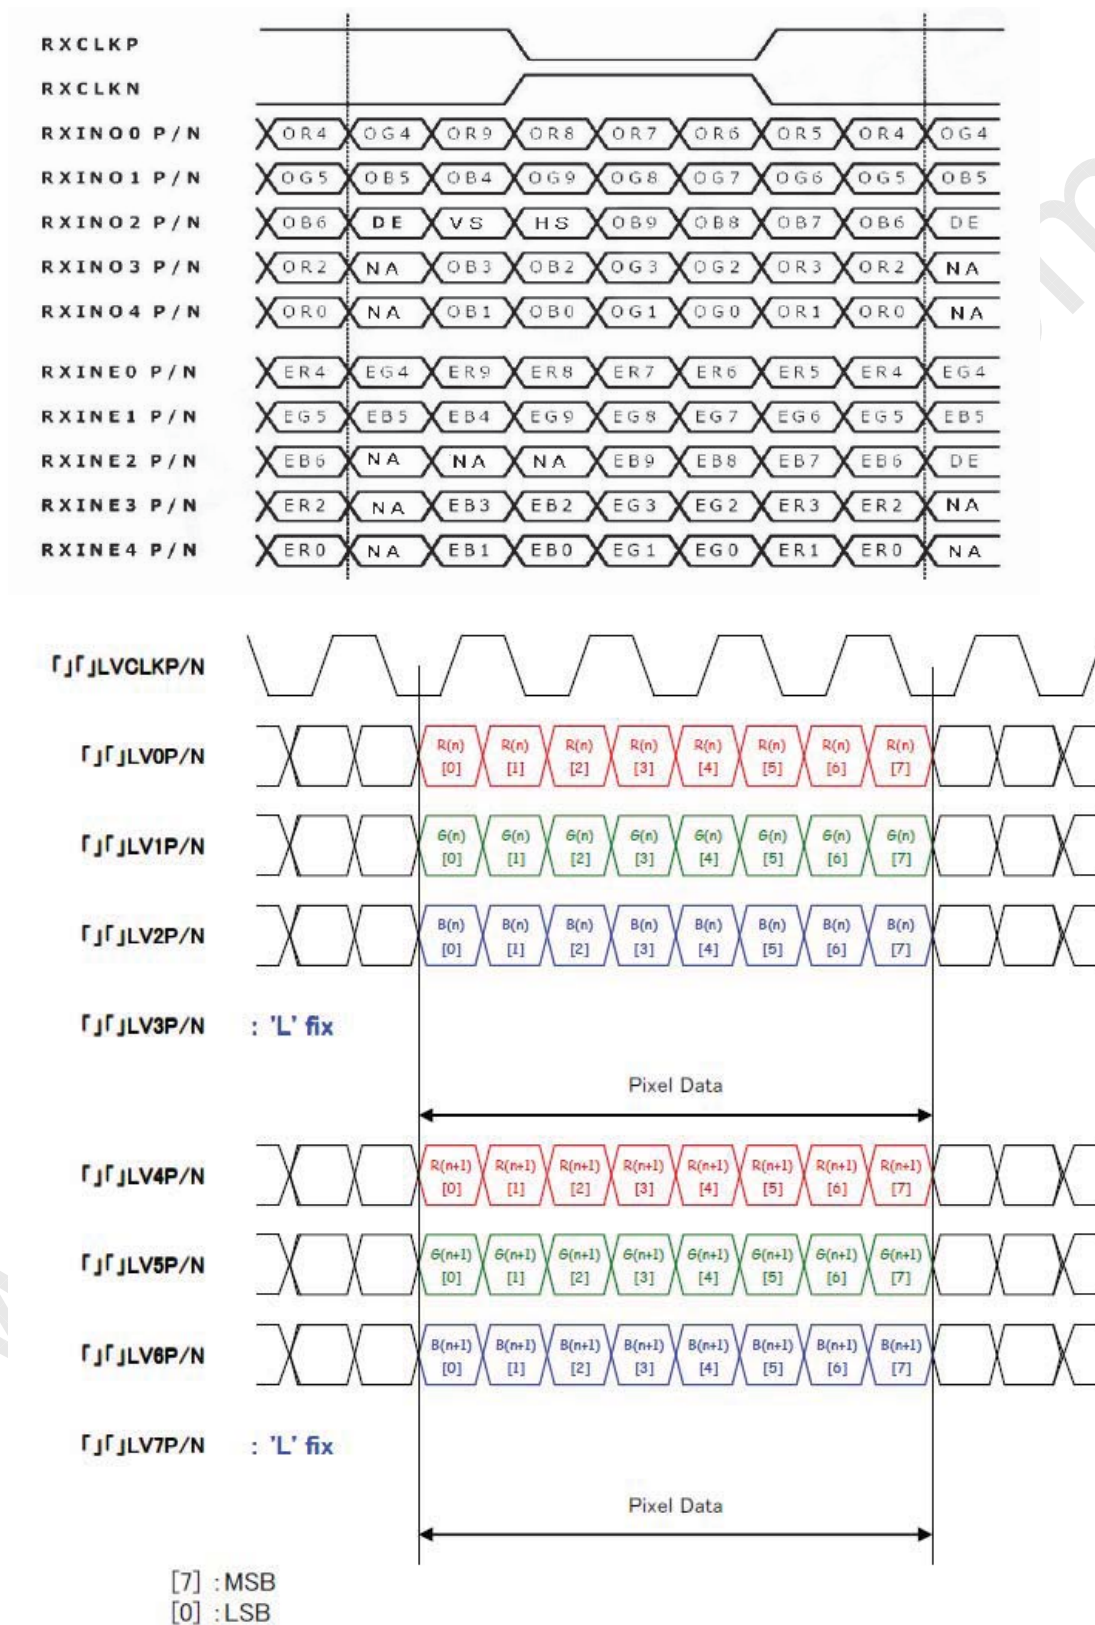 RXCLKP
RXCLKN
RXINO0 P/N OR4 OG4 OR9 OR8 OR7 OR6 OR5 OR4 OG4
RXINO1 P/N OG5 OB5 OB4 OG9 OG8 OG7 OG6 OG5 OB5
RXINO2 P/N OB6 DE VS HS OB9 OB8 OB7 OB6 DE
RXINO3 P/N OR2 NA OB3 OB2 OG3 OG2 OR3 OR2 NA
RXINO4 P/N OR0 NA OB1 OB0 OG1 OG0 OR1 OR0 NA
RXINE0 P/N ER4 EG4 ER9 ER8 ER7 ER6 ER5 ER4 EG4
RXINE1 P/N EG5 EB5 EB4 EG9 EG8 EG7 EG6 EG5 EB5
RXINE2 P/N EB6 NA NA NA EB9 EB8 EB7 EB6 DE
RXINE3 P/N ER2 NA EB3 EB2 EG3 EG2 ER3 ER2 NA
RXINE4 P/N ER0 NA EB1 EB0 EG1 EG0 ER1 ER0 NA
「」「」LVCLKP/N
R(n) R(n) R(n) R(n) R(n) R(n) R(n) R(n)
「」「」LV0P/N
[0] [1] [2] [3] [4] [5] [6] [7]
G(n) G(n) G(n) G(n) G(n) G(n) G(n) G(n)
「」「」LV1P/N
[0] [1] [2] [3] [4] [5] [6] [7]
B(n) B(n) B(n) B(n) B(n) B(n) B(n) B(n)
「」「」LV2P/N
[0] [1] [2] [3] [4] [5] [6] [7]
「」「」LV3P/N : 'L' fix
Pixel Data
R(n+1) R(n+1) R(n+1) R(n+1) R(n+1) R(n+1) R(n+1) R(n+1)
「」「」LV4P/N
[0] [1] [2] [3] [4] [5] [6] [7]
G(n+1) G(n+1) G(n+1) G(n+1) G(n+1) G(n+1) G(n+1) G(n+1)
「」「」LV5P/N
[0] [1] [2] [3] [4] [5] [6] [7]
B(n+1) B(n+1) B(n+1) B(n+1) B(n+1) B(n+1) B(n+1) B(n+1)
「」「」LV6P/N
[0] [1] [2] [3] [4] [5] [6] [7]
「」「」LV7P/N : 'L' fix
Pixel Data
[7] :MSB
[0] :LSB